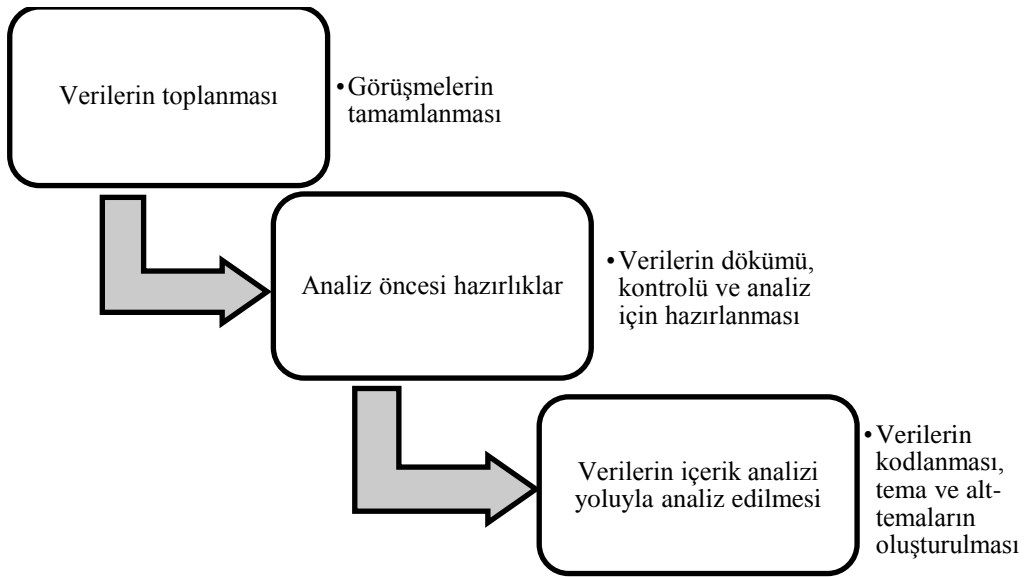 Verilerin toplanması
•Görüşmelerin
tamamlanması
Analiz öncesi hazırlıklar
•Verilerin dökümü,
kontrolü ve analiz
için hazırlanması
Verilerin içerik analizi
yoluyla analiz edilmesi
•Verilerin
kodlanması,
tema ve alt-
temaların
oluşturulması